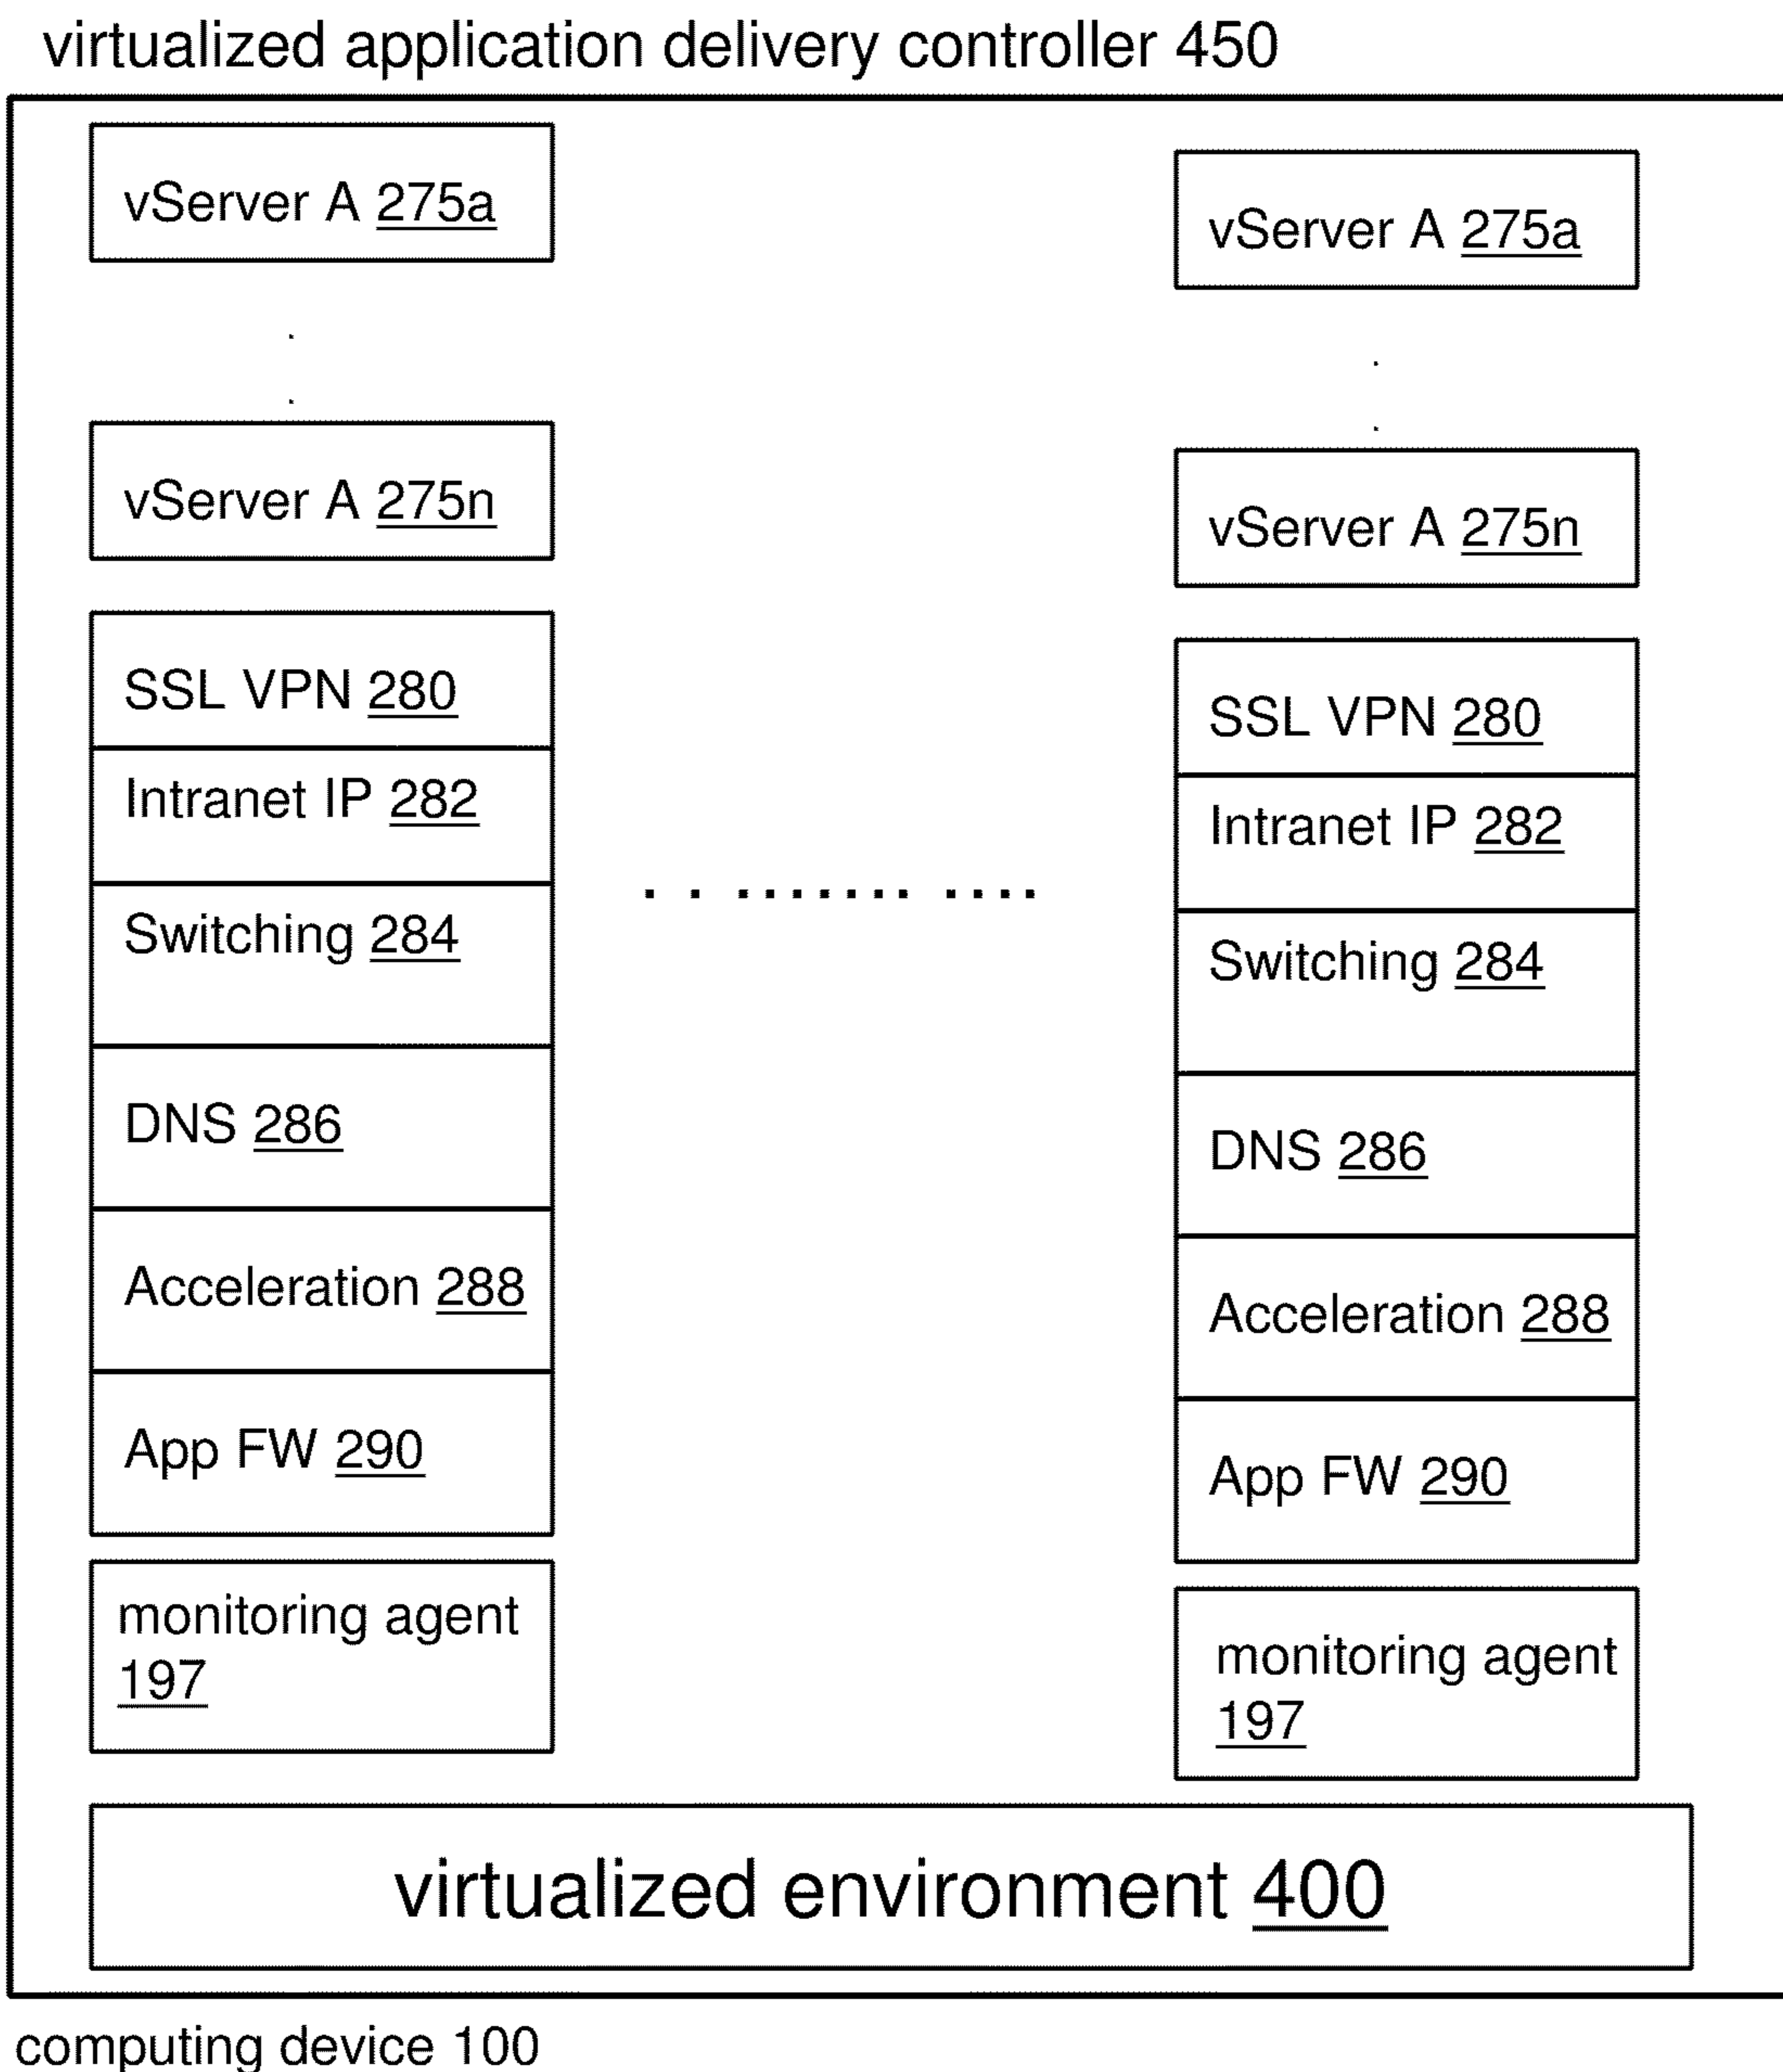 virtualized application delivery controller 450
vServer A 275a
vServer A 275n
SSL VPN 280
Intranet IP 282
Switching 284
DNS 286
Acceleration 288
App FW 290
monitoring agent
197
vServer A 275a
vServer A 275n
SSL VPN 280
Intranet IP 282
Switching 284
DNS 286
Acceleration 288
App FW 290
monitoring agent
197
virtualized environment 400
computing device 100